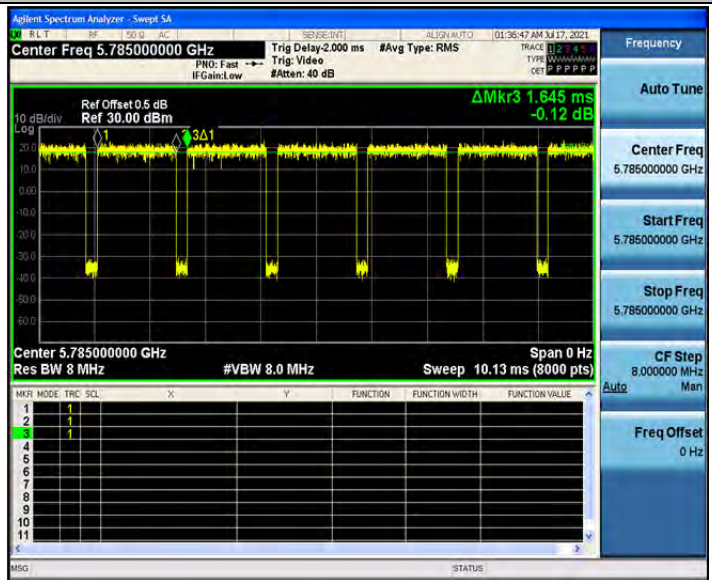 Agilent Spectrum Analyzer - Swept SA
RLT RF 50 Ω AC SENSE:INT ALIGN AUTO 01:36:47 AM Jul 17, 2021
Center Freq 5.785000000 GHz
PNO: Fast
IFGain:Low
Trig Delay-2.000 ms
Trig: Video
#Atten: 40 dB
#Avg Type: RMS
TRACE 1 2 3 4 5 6
TYPE W
DET P P P P P P
Frequency
Auto Tune
Center Freq
5.785000000 GHz
Start Freq
5.785000000 GHz
Stop Freq
5.785000000 GHz
CF Step
8.000000 MHz
Auto Man
Freq Offset
0 Hz
ΔMkr3 1.645 ms
-0.12 dB
Ref Offset 0.5 dB
10 dB/div Ref 30.00 dBm
Log
1
3Δ1
20.0
10.0
0.00
-10.0
-20.0
-30.0
-40.0
-50.0
-60.0
Center 5.785000000 GHz Span 0 Hz
Res BW 8 MHz #VBW 8.0 MHz Sweep 10.13 ms (8000 pts)
MKR MODE TRC SCL X Y FUNCTION FUNCTION WIDTH FUNCTION VALUE
1 1
2 1
3 1
4
5
6
7
8
9
10
11
MSG STATUS